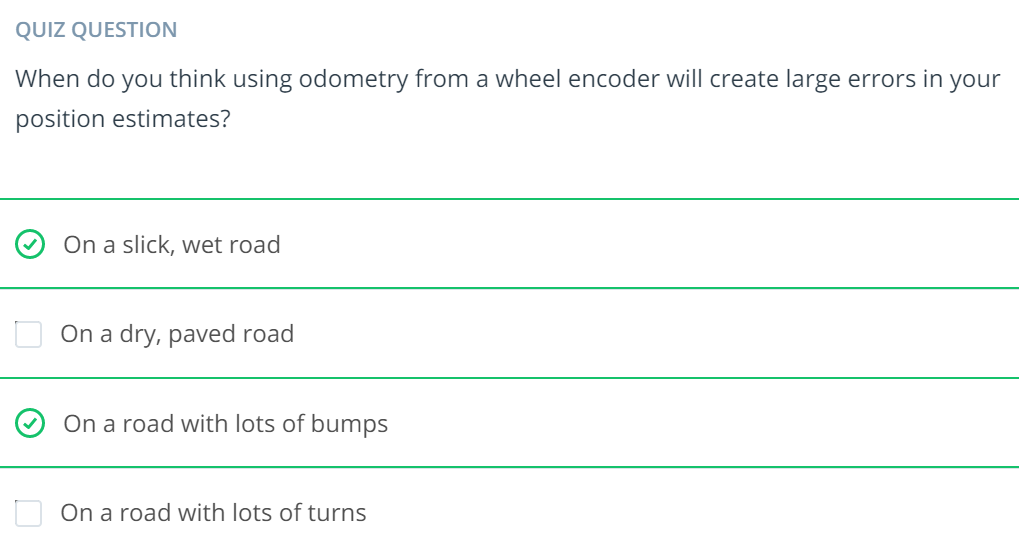 QUIZ QUESTION
When do you think using odometry from a wheel encoder will create large errors in your
position estimates?
On a slick, wet road
On a dry, paved road
On a road with lots of bumps
On a road with lots of turns